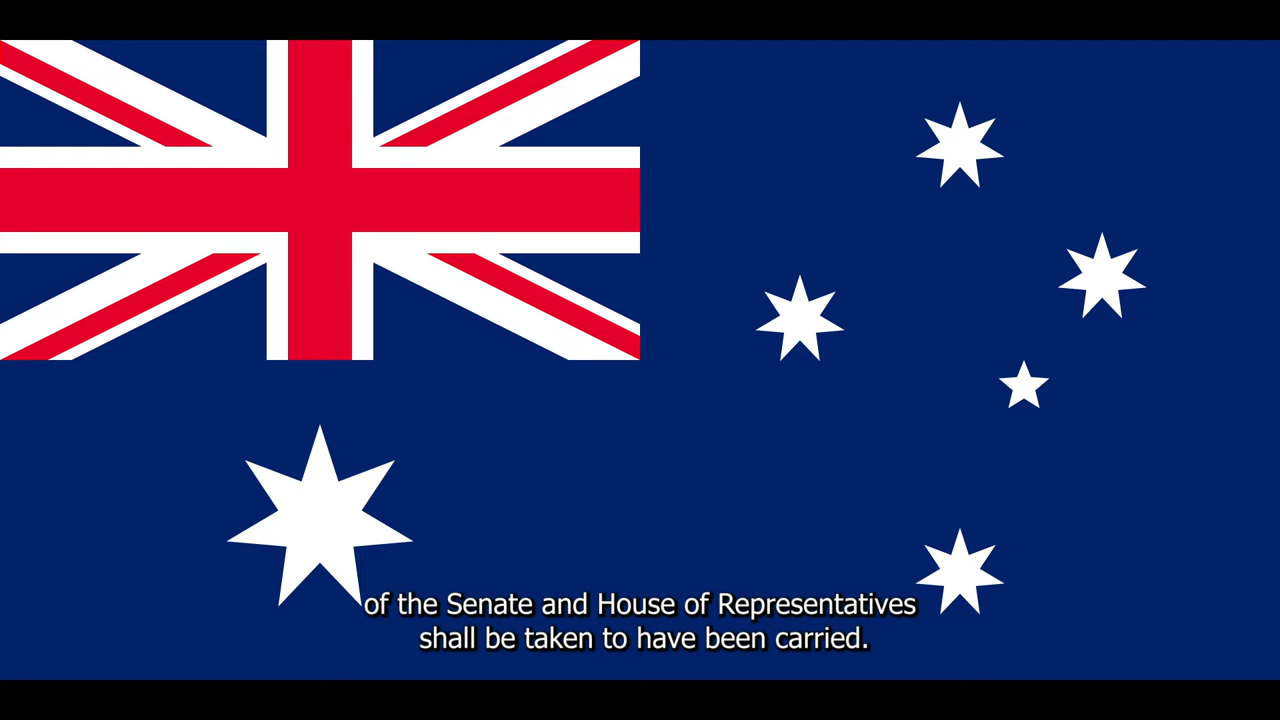 of the Senate and House of Representatives
shall be taken to have been carried.